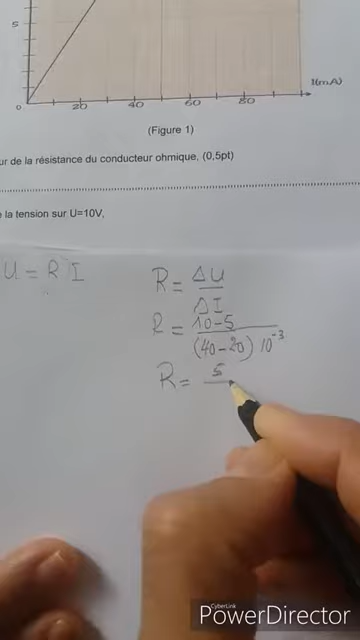 5
I(mA)
0 20 40 60 80
(Figure 1)
ur de la résistance du conducteur ohmique, (0,5pt)
la tension sur U=10V,
U = R I
R = ΔU / ΔI
R = 10-5 / (40-20) 10⁻³
R = 5
CyberLink
PowerDirector